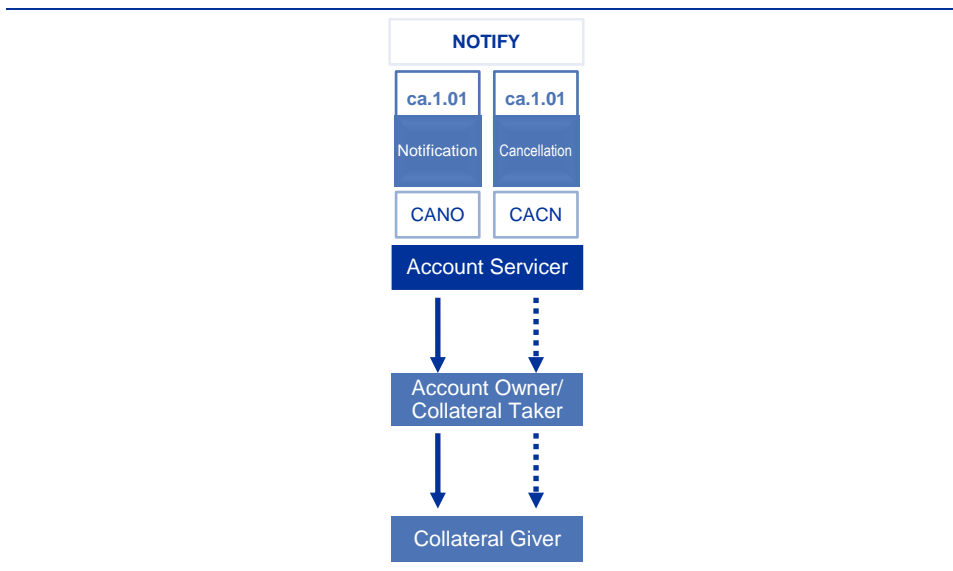 NOTIFY
ca.1.01 ca.1.01
Notification Cancellation
CANO CACN
Account Servicer
Account Owner/
Collateral Taker
Collateral Giver